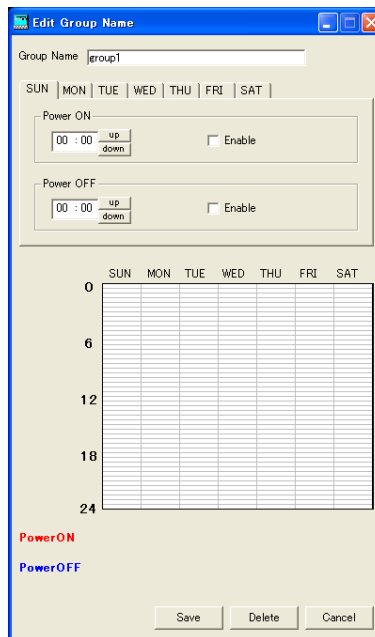 Edit Group Name
Group Name group1
SUN MON TUE WED THU FRI SAT
Power ON
00 : 00 up
down
Enable
Power OFF
00 : 00 up
down
Enable
SUN MON TUE WED THU FRI SAT
0
6
12
18
24
PowerON
PowerOFF
Save Delete Cancel